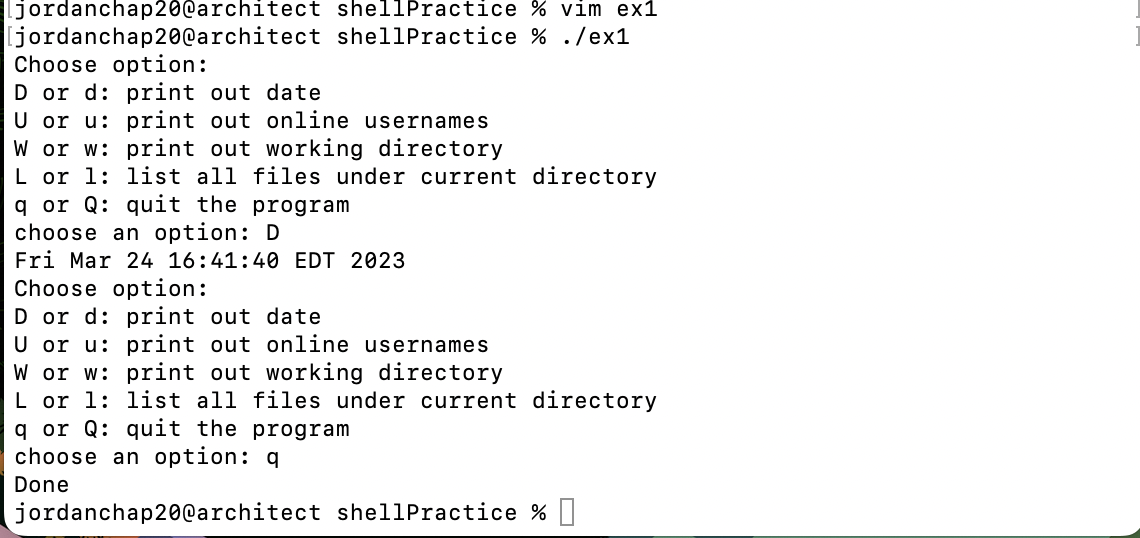 [jordanchap20@architect shellPractice % vim ex1 ]
[jordanchap20@architect shellPractice % ./ex1 ]
Choose option:
D or d: print out date
U or u: print out online usernames
W or w: print out working directory
L or l: list all files under current directory
q or Q: quit the program
choose an option: D
Fri Mar 24 16:41:40 EDT 2023
Choose option:
D or d: print out date
U or u: print out online usernames
W or w: print out working directory
L or l: list all files under current directory
q or Q: quit the program
choose an option: q
Done
jordanchap20@architect shellPractice %